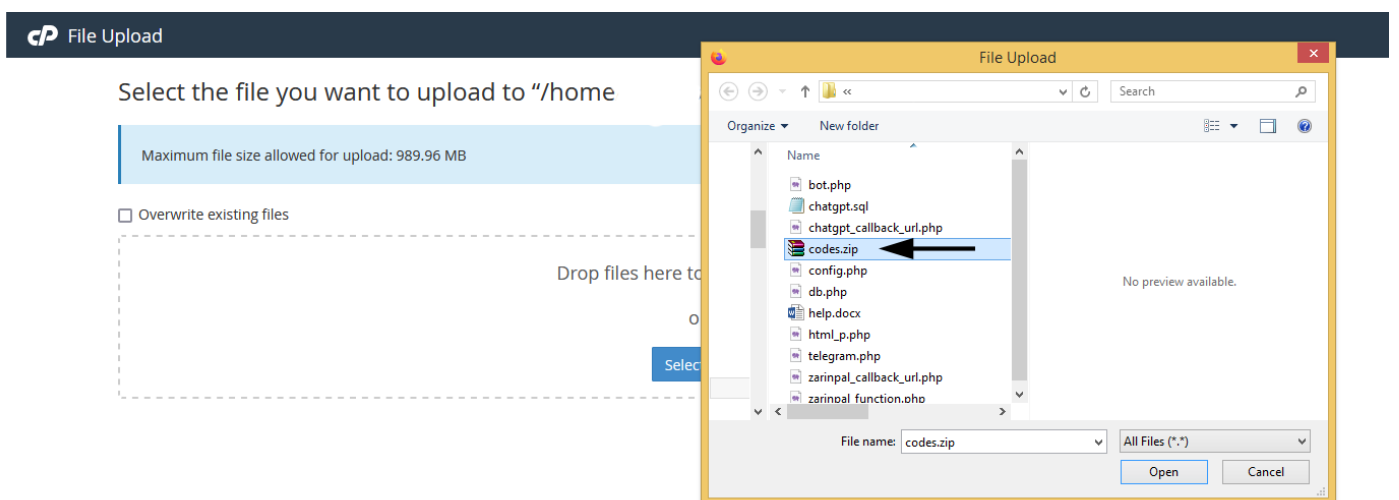 cP File Upload
Select the file you want to upload to “/home
Maximum file size allowed for upload: 989.96 MB
Overwrite existing files
Drop files here to
o
Selec
File Upload
«
Search
Organize
New folder
Name
bot.php
chatgpt.sql
chatgpt_callback_url.php
codes.zip
config.php
db.php
help.docx
html_p.php
telegram.php
zarinpal_callback_url.php
zarinpal_function.php
No preview available.
File name: codes.zip
All Files (*.*)
Open
Cancel